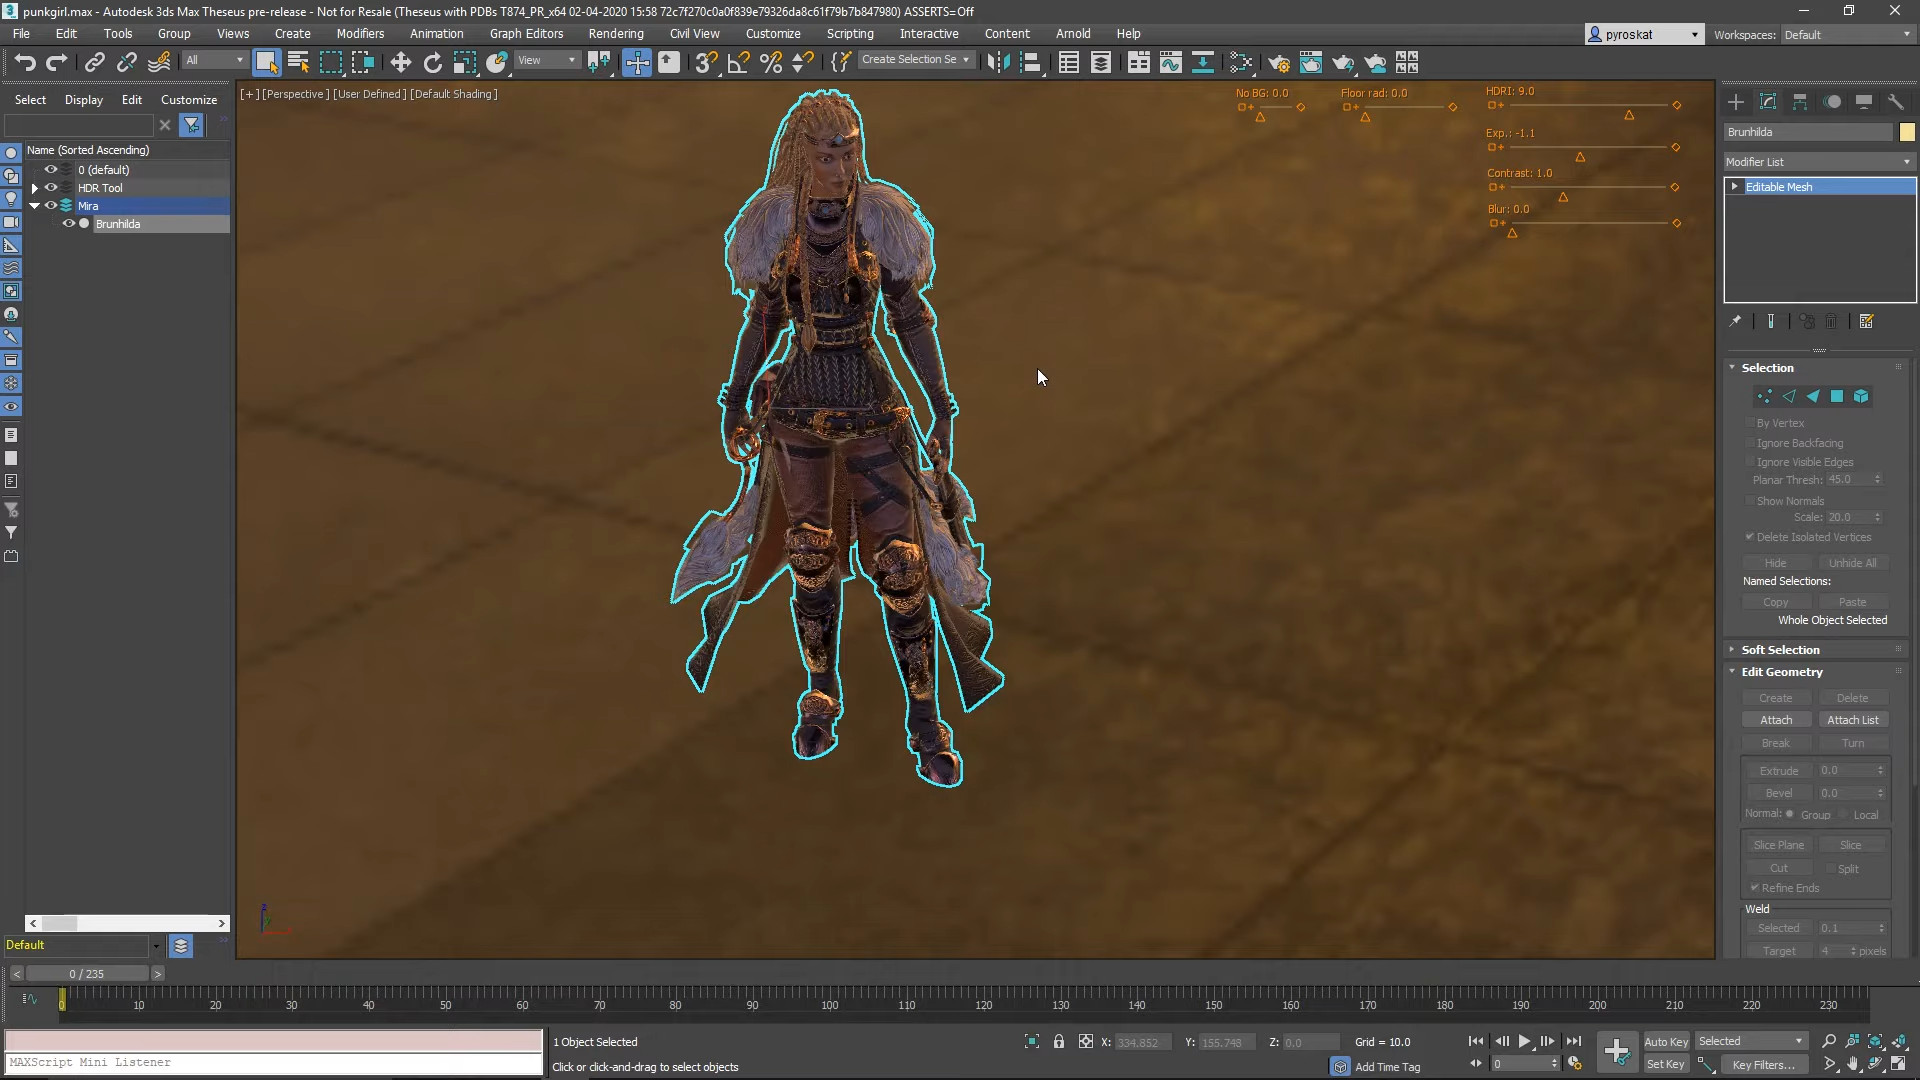 punkgirl.max - Autodesk 3ds Max Theseus pre-release - Not for Resale (Theseus with PDBs T874_PR_x64 02-04-2020 15:58 72c7f270c0a0f839e79326da8c61f79b7b847980) ASSERTS=Off
File Edit Tools Group Views Create Modifiers Animation Graph Editors Rendering Civil View Customize Scripting Interactive Content Arnold Help pyroskat Workspaces: Default
All View Create Selection Se
Select Display Edit Customize
Name (Sorted Ascending)
0 (default)
HDR Tool
Mira
Brunhilda
[+] [Perspective ] [User Defined ] [Default Shading ]
No BG: 0.0 Floor rad: 0.0 HDRI: 9.0
Exp.: -1.1
Contrast: 1.0
Blur: 0.0
Brunhilda
Modifier List
Editable Mesh
Selection
By Vertex
Ignore Backfacing
Ignore Visible Edges
Planar Thresh: 45.0
Show Normals
Scale: 20.0
Delete Isolated Vertices
Hide Unhide All
Named Selections:
Copy Paste
Whole Object Selected
Soft Selection
Edit Geometry
Create Delete
Attach Attach List
Break Turn
Extrude 0.0
Bevel 0.0
Normal: Group Local
Slice Plane Slice
Cut Split
Refine Ends
Weld
Selected 0.1
Target 4 pixels
Default
< 0 / 235 >
0 10 20 30 40 50 60 70 80 90 100 110 120 130 140 150 160 170 180 190 200 210 220 230
1 Object Selected X: 334.852 Y: 155.748 Z: 0.0 Grid = 10.0 Auto Key Selected
MAXScript Mini Listener
Click or click-and-drag to select objects Add Time Tag 0 Set Key Key Filters...